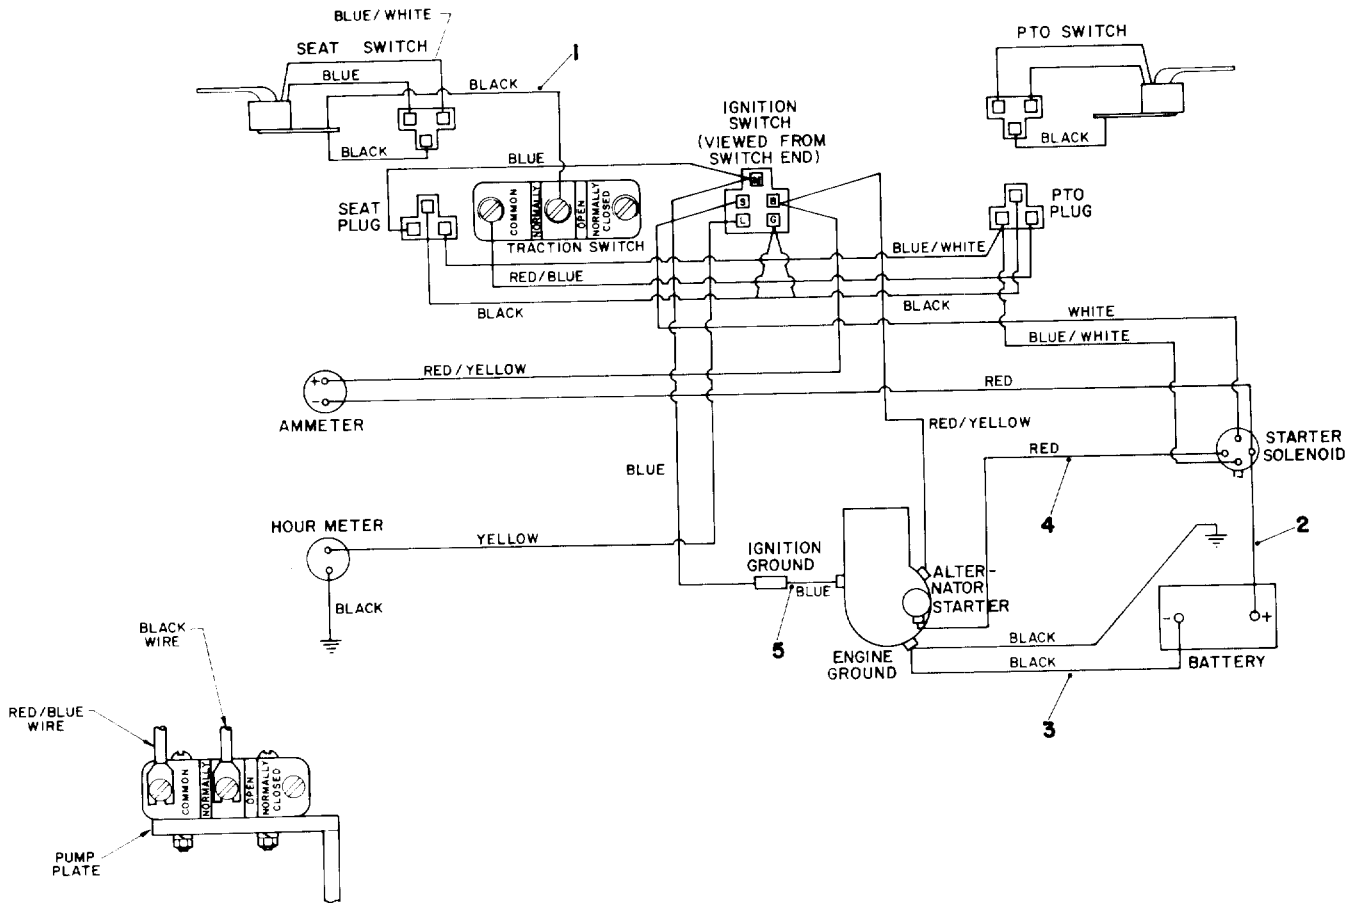 BLUE/WHITE
SEAT SWITCH
BLUE
BLACK
1
BLACK
PTO SWITCH
BLACK
IGNITION
SWITCH
(VIEWED FROM
SWITCH END)
BLUE
M
S
B
L
G
SEAT
PLUG
COMMON
NORMALLY
OPEN
NORMALLY
CLOSED
TRACTION SWITCH
PTO
PLUG
BLUE/WHITE
RED/BLUE
BLACK
BLACK
WHITE
BLUE/WHITE
RED/YELLOW
RED
+
-
AMMETER
RED/YELLOW
RED
4
STARTER
SOLENOID
BLUE
HOUR METER
YELLOW
BLACK
IGNITION
GROUND
BLUE
5
ALTER-
NATOR
STARTER
2
- +
BATTERY
BLACK
BLACK
3
ENGINE
GROUND
BLACK
WIRE
RED/BLUE
WIRE
COMMON
NORMALLY
OPEN
NORMALLY
CLOSED
PUMP
PLATE